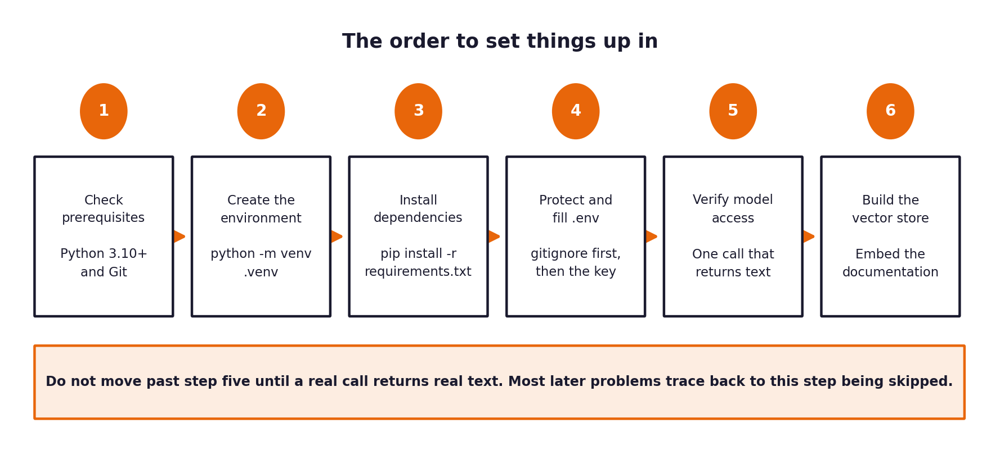 The order to set things up in
1
2
3
4
5
6
Check
prerequisites
Python 3.10+
and Git
Create the
environment
python -m venv
.venv
Install
dependencies
pip install -r
requirements.txt
Protect and
fill .env
gitignore first,
then the key
Verify model
access
One call that
returns text
Build the
vector store
Embed the
documentation
Do not move past step five until a real call returns real text. Most later problems trace back to this step being skipped.